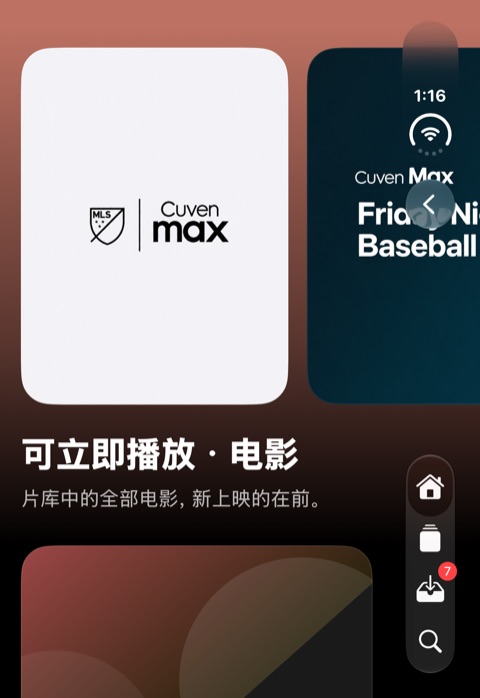 1:16
MLS
Cuven
max
Cuven Max
Baseball
可立即播放 · 电影
片库中的全部电影, 新上映的在前。
7